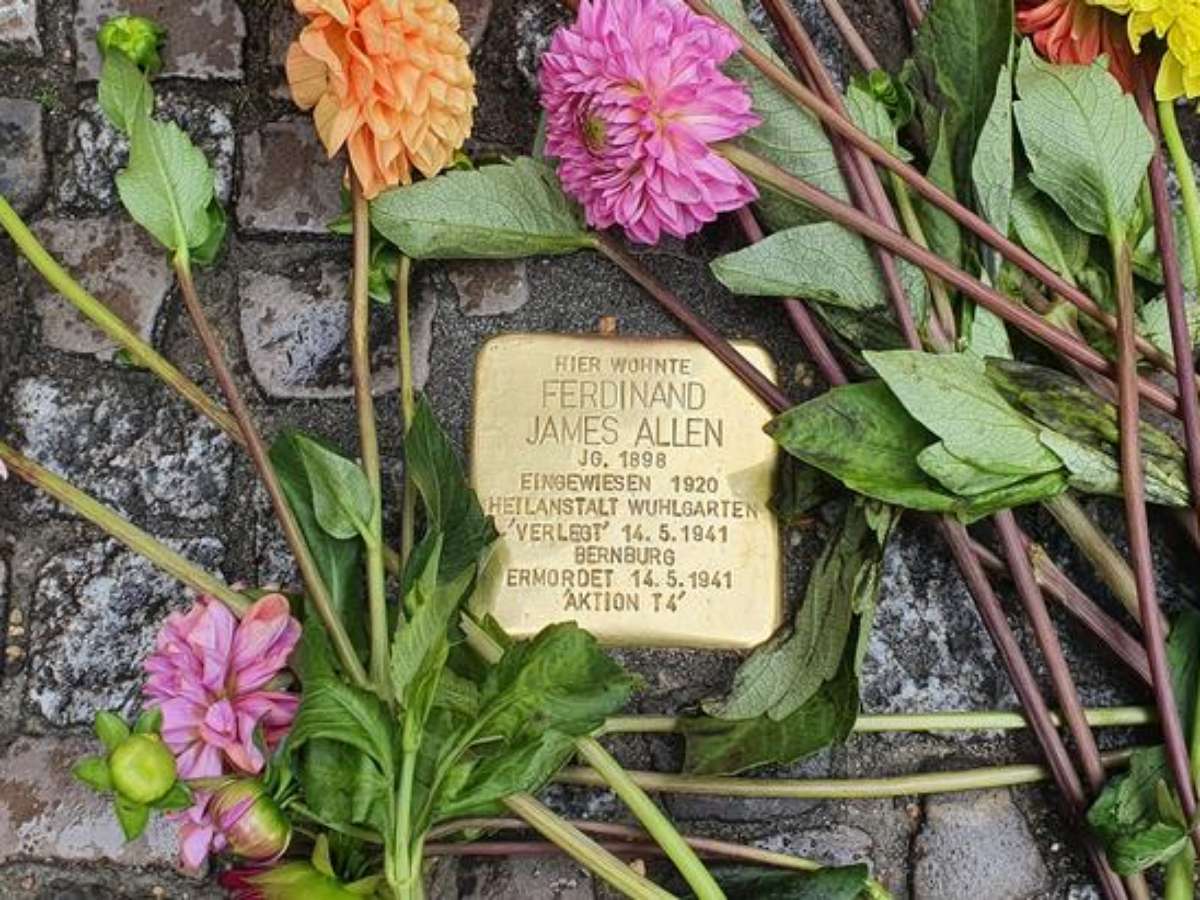 HIER WOHNTE
FERDINAND
JAMES ALLEN
JG. 1898
EINGEWIESEN 1920
HEILANSTALT WUHLGARTEN
'VERLEGT' 14.5.1941
BERNBURG
ERMORDET 14.5.1941
'AKTION T4'